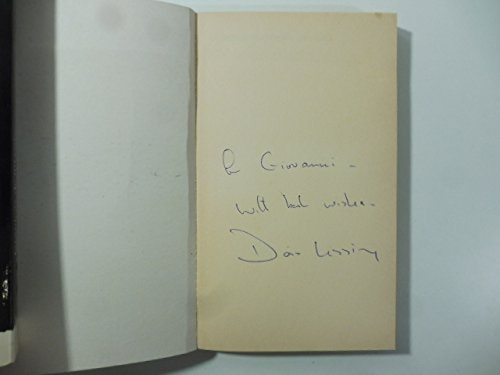 To Giovanni -
with best wishes -
Doris Lessing